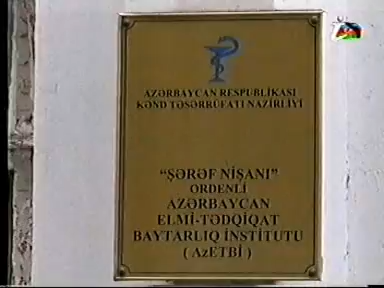 AZƏRBAYCAN RESPUBLİKASI
KƏND TƏSƏRRÜFATI NAZİRLİYİ
“ŞƏRƏF NİŞANI”
ORDENLİ
AZƏRBAYCAN
ELMİ-TƏDQİQAT
BAYTARLIQ İNSTİTUTU
( AzETBİ )